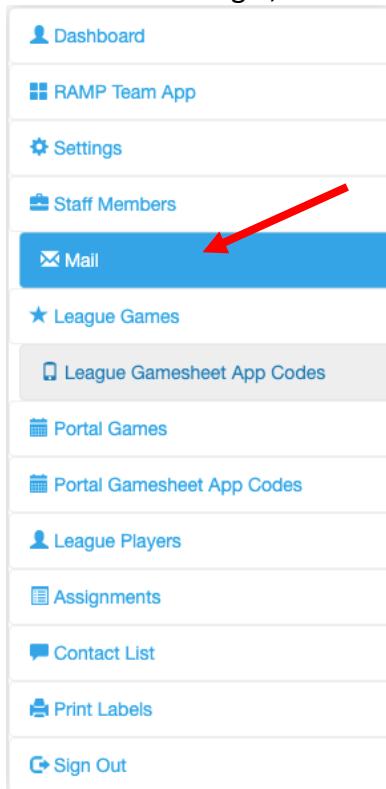 Dashboard
RAMP Team App
Settings
Staff Members
Mail
League Games
League Gamesheet App Codes
Portal Games
Portal Gamesheet App Codes
League Players
Assignments
Contact List
Print Labels
Sign Out